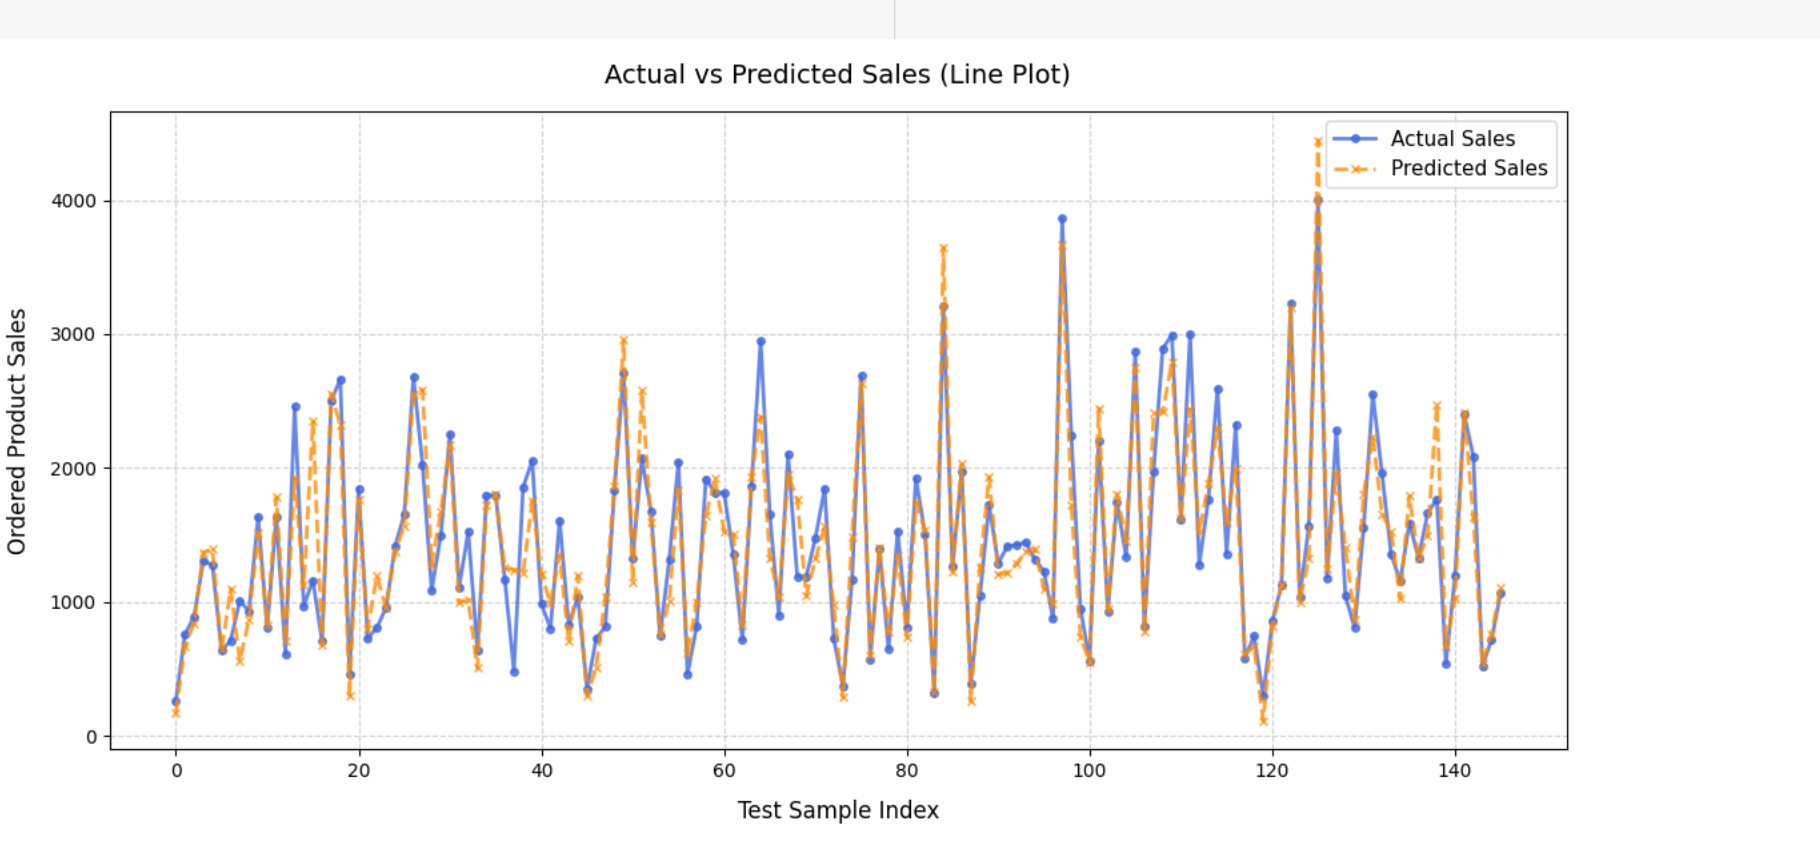 Actual vs Predicted Sales (Line Plot)
Actual Sales
Predicted Sales
Ordered Product Sales
4000
3000
2000
1000
0
0 20 40 60 80 100 120 140
Test Sample Index